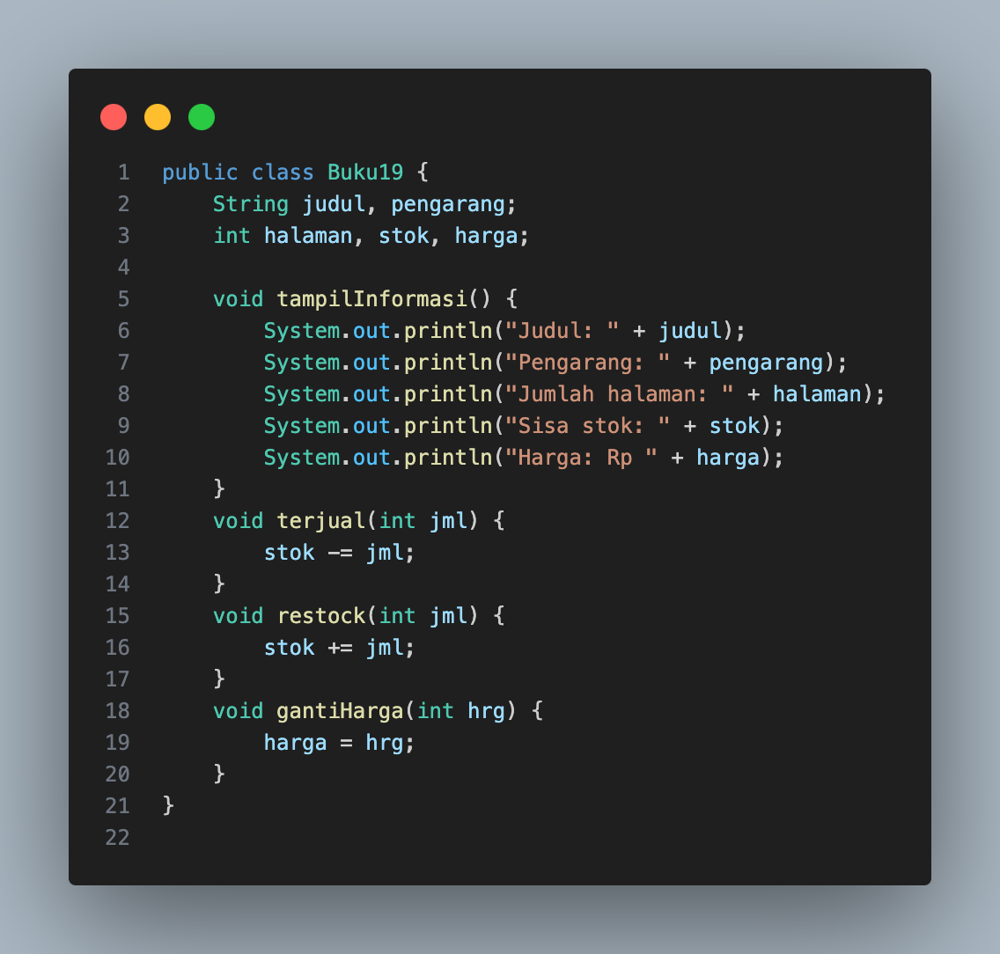 1 public class Buku19 {
2     String judul, pengarang;
3     int halaman, stok, harga;
4
5     void tampilInformasi() {
6         System.out.println("Judul: " + judul);
7         System.out.println("Pengarang: " + pengarang);
8         System.out.println("Jumlah halaman: " + halaman);
9         System.out.println("Sisa stok: " + stok);
10         System.out.println("Harga: Rp " + harga);
11     }
12     void terjual(int jml) {
13         stok -= jml;
14     }
15     void restock(int jml) {
16         stok += jml;
17     }
18     void gantiHarga(int hrg) {
19         harga = hrg;
20     }
21 }
22